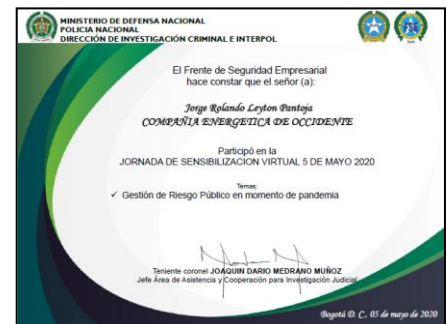 MINISTERIO DE DEFENSA NACIONAL
POLICIA NACIONAL
DIRECCIÓN DE INVESTIGACIÓN CRIMINAL E INTERPOL
FSE
El Frente de Seguridad Empresarial
hace constar que el señor (a):
Jorge Rolando Leyton Pantoja
COMPAÑIA ENERGETICA DE OCCIDENTE
Participó en la
JORNADA DE SENSIBILIZACION VIRTUAL 5 DE MAYO 2020
Temas:
✓ Gestión de Riesgo Público en momento de pandemia
Teniente coronel JOAQUIN DARIO MEDRANO MUÑOZ
Jefe Área de Asistencia y Cooperación para Investigación Judicial
Bogotá D. C., 05 de mayo de 2020